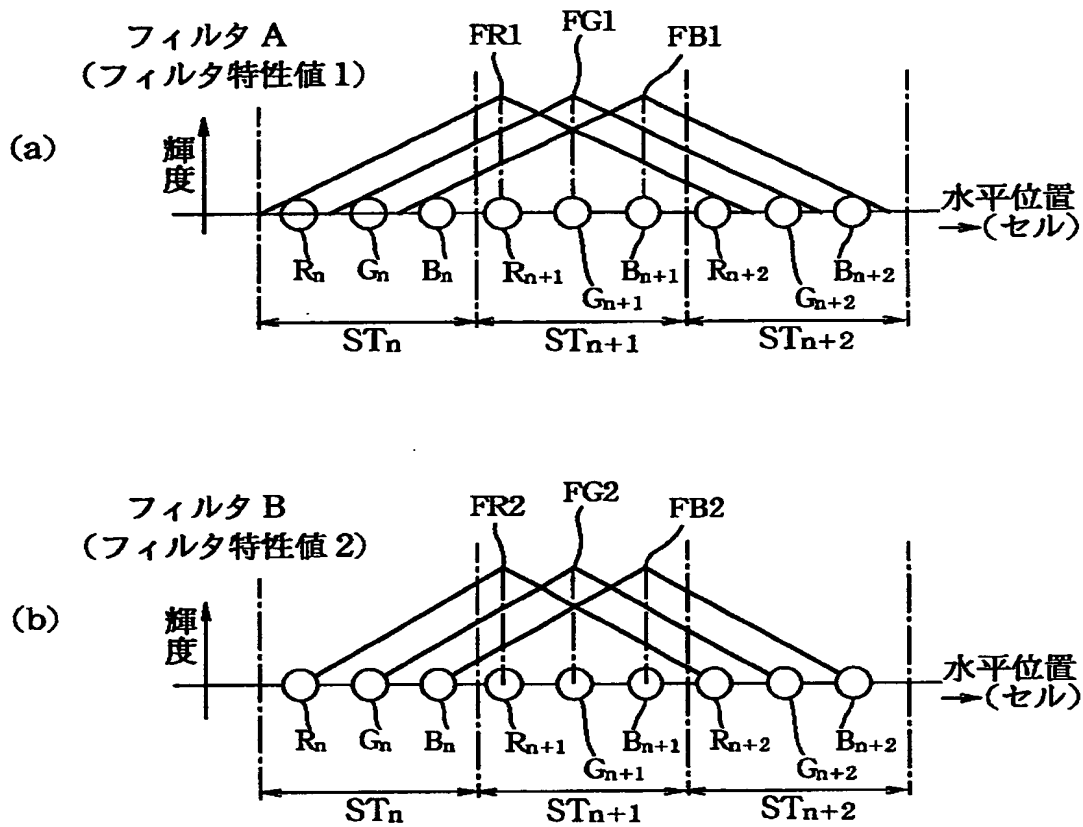 フィルタ A
(フィルタ特性値 1)
FR1
FG1
FB1
(a)
輝度
水平位置
(セル)
Rn
Gn
Bn
Rn+1
Gn+1
Bn+1
Rn+2
Gn+2
Bn+2
STn
STn+1
STn+2
フィルタ B
(フィルタ特性値 2)
FR2
FG2
FB2
(b)
輝度
水平位置
(セル)
Rn
Gn
Bn
Rn+1
Gn+1
Bn+1
Rn+2
Gn+2
Bn+2
STn
STn+1
STn+2